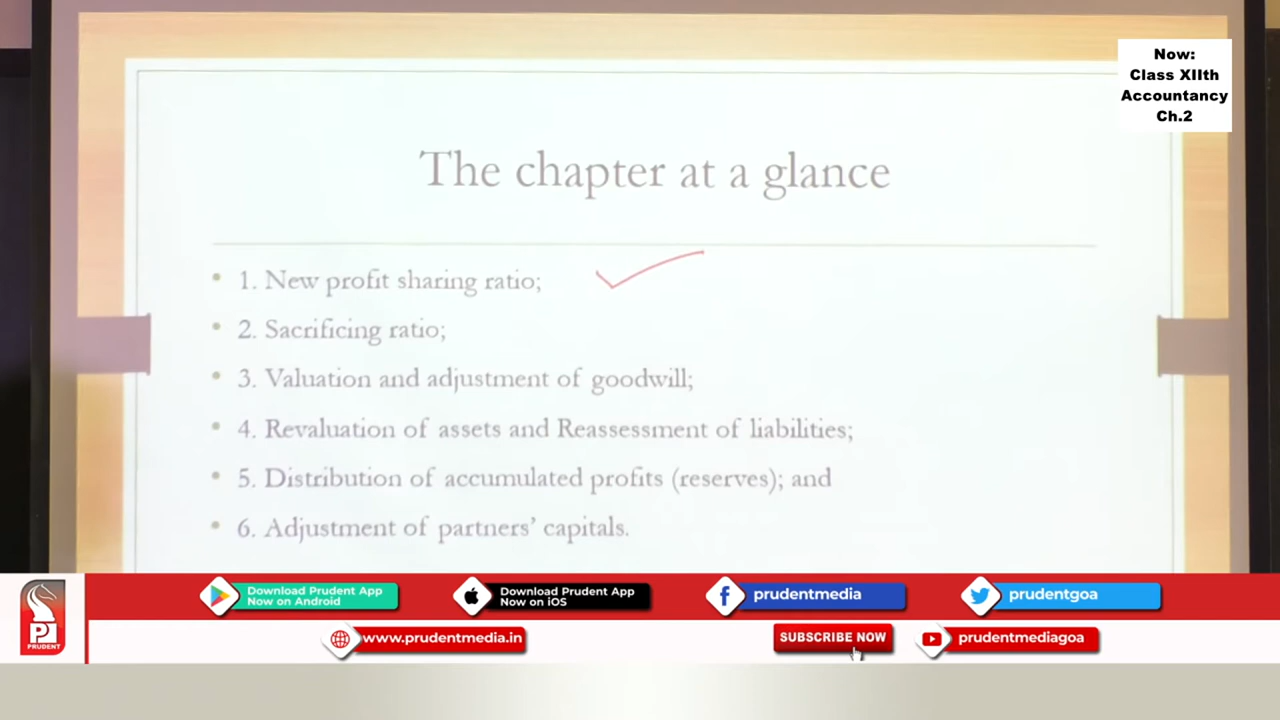 Now:
Class XIIth
Accountancy
Ch.2
The chapter at a glance
• 1. New profit sharing ratio;
• 2. Sacrificing ratio;
• 3. Valuation and adjustment of goodwill;
• 4. Revaluation of assets and Reassessment of liabilities;
• 5. Distribution of accumulated profits (reserves); and
• 6. Adjustment of partners’ capitals.
Download Prudent App
Now on Android
Download Prudent App
Now on iOS
prudentmedia
prudentgoa
PRUDENT
www.prudentmedia.in
SUBSCRIBE NOW
prudentmediagoa